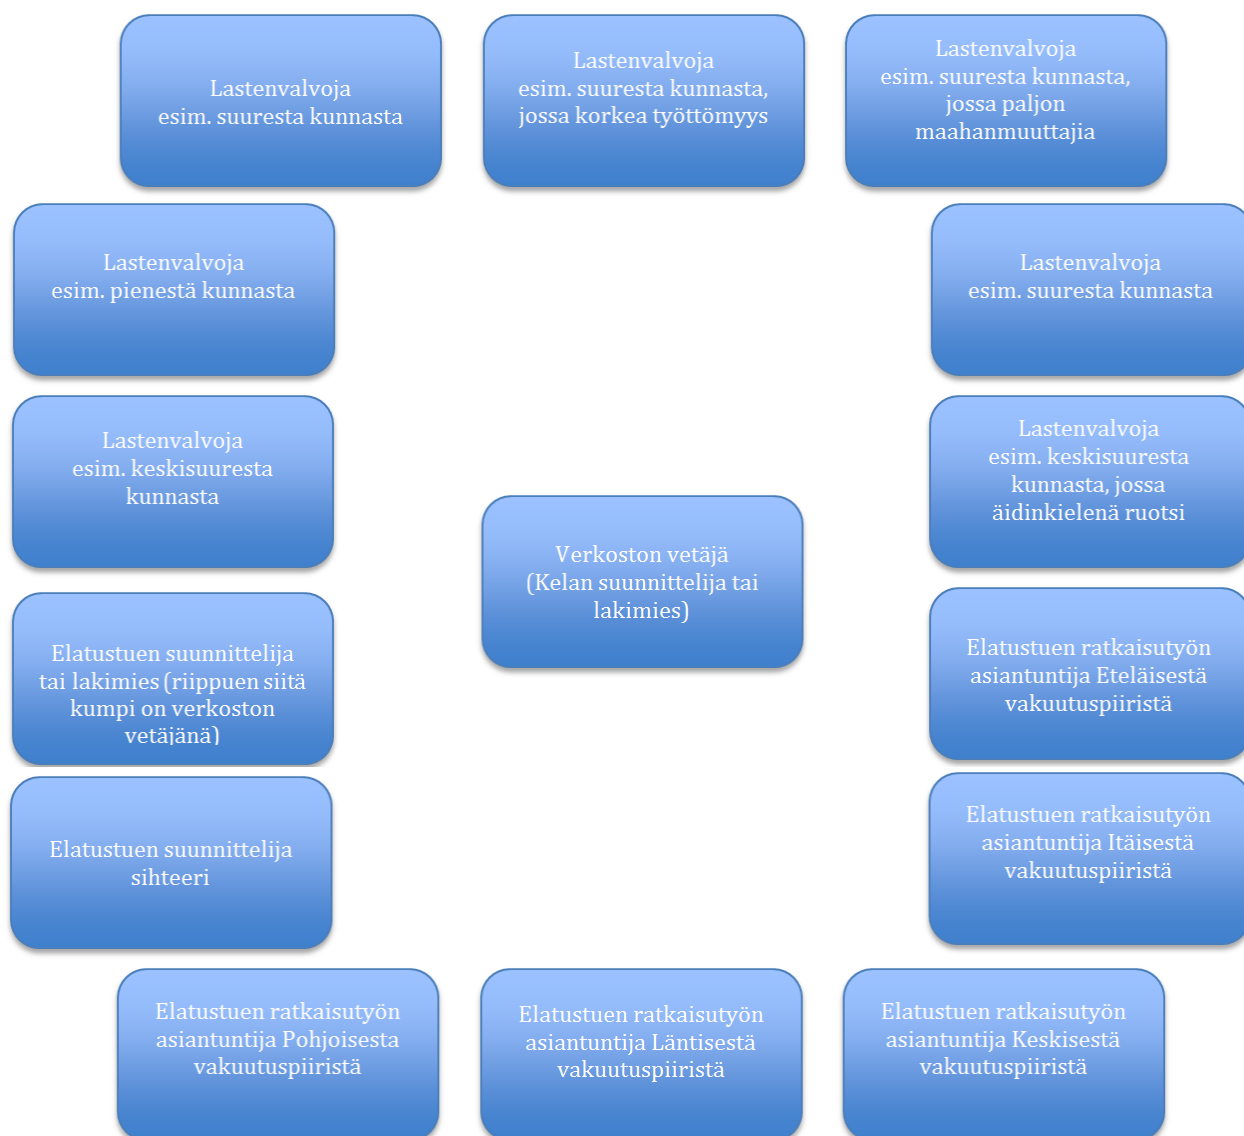 Lastenvalvoja
esim. suuresta kunnasta
Lastenvalvoja
esim. suuresta kunnasta,
jossa korkea työttömyys
Lastenvalvoja
esim. suuresta kunnasta,
jossa paljon
maahanmuuttajia
Lastenvalvoja
esim. pienestä kunnasta
Lastenvalvoja
esim. suuresta kunnasta
Lastenvalvoja
esim. keskisuuresta
kunnasta
Lastenvalvoja
esim. keskisuuresta
kunnasta, jossa
äidinkielenä ruotsi
Verkoston vetäjä
(Kelan suunnittelija tai
lakimies)
Elatustuen suunnittelija
tai lakimies (riippuen siitä
kumpi on verkoston
vetäjänä)
Elatustuen ratkaisutyön
asiantuntija Eteläisestä
vakuutuspiiristä
Elatustuen suunnittelija
sihteeri
Elatustuen ratkaisutyön
asiantuntija Itäisestä
vakuutuspiiristä
Elatustuen ratkaisutyön
asiantuntija Pohjoisesta
vakuutuspiiristä
Elatustuen ratkaisutyön
asiantuntija Läntisestä
vakuutuspiiristä
Elatustuen ratkaisutyön
asiantuntija Keskisestä
vakuutuspiiristä